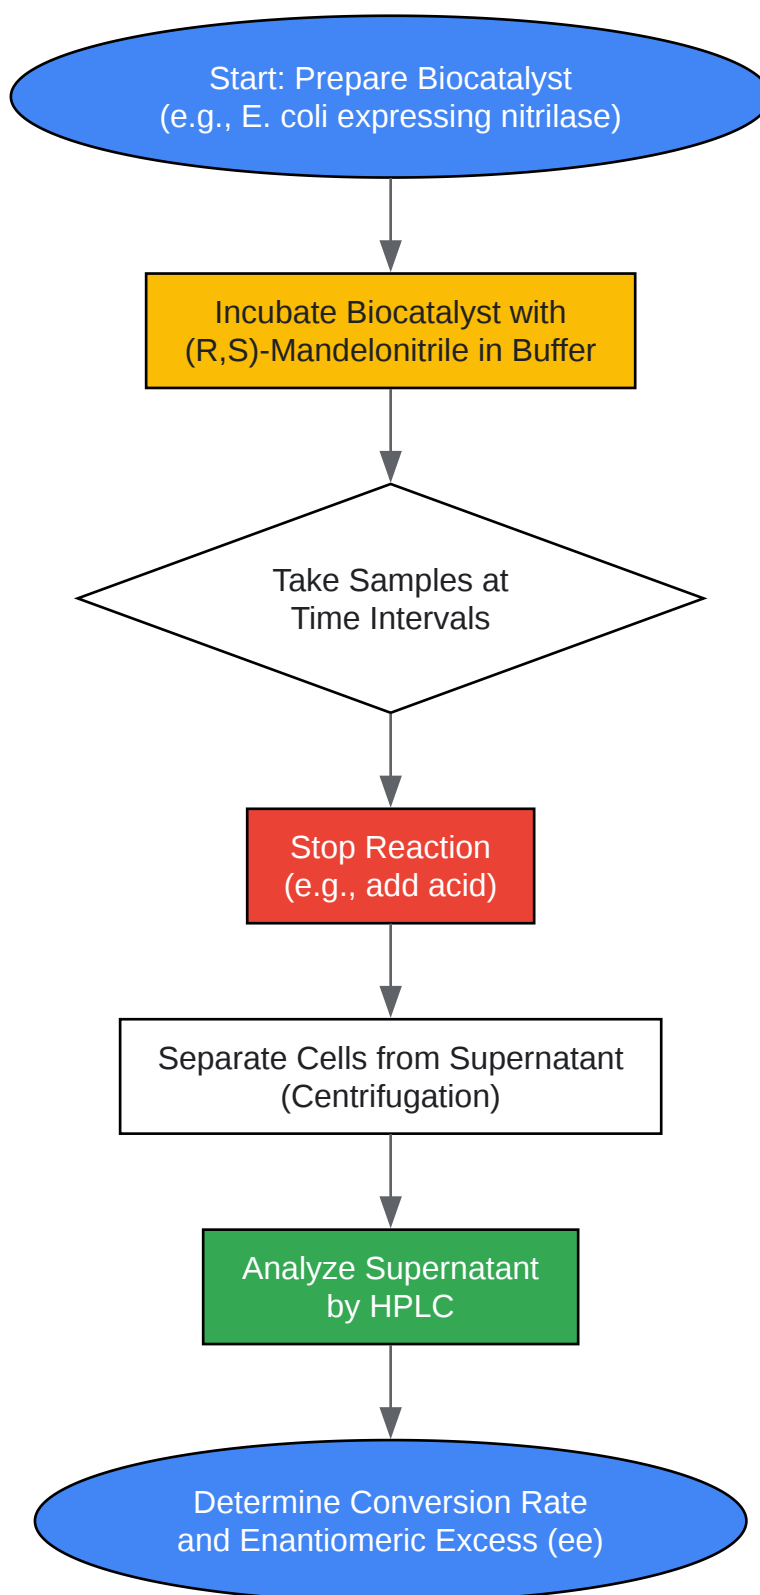 Start: Prepare Biocatalyst
(e.g., E. coli expressing nitrilase)
Incubate Biocatalyst with
(R,S)-Mandelonitrile in Buffer
Take Samples at
Time Intervals
Stop Reaction
(e.g., add acid)
Separate Cells from Supernatant
(Centrifugation)
Analyze Supernatant
by HPLC
Determine Conversion Rate
and Enantiomeric Excess (ee)